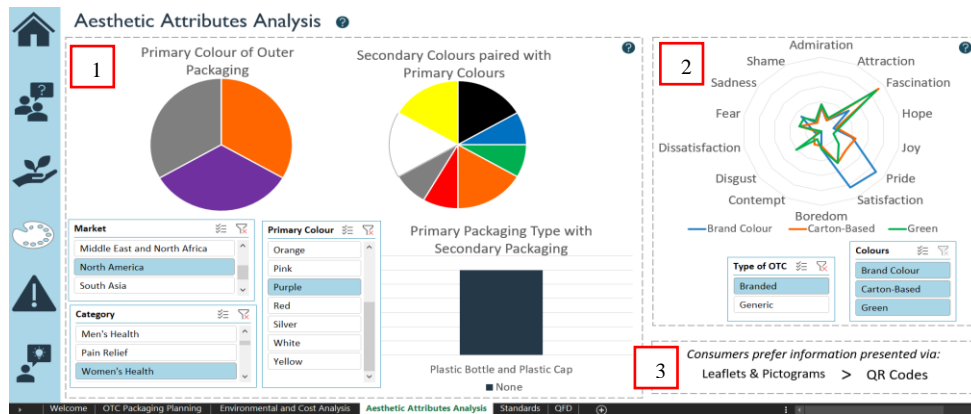 Aesthetic Attributes Analysis ?
1
Primary Colour of Outer
Packaging
Secondary Colours paired with
Primary Colours
?
Market
Middle East and North Africa
North America
South Asia
Category
Men's Health
Pain Relief
Women's Health
Primary Colour
Orange
Pink
Purple
Red
Silver
White
Yellow
Primary Packaging Type with
Secondary Packaging
Plastic Bottle and Plastic Cap
None
2
?
Admiration
Attraction
Fascination
Hope
Joy
Pride
Satisfaction
Boredom
Contempt
Disgust
Dissatisfaction
Fear
Sadness
Shame
Brand Colour
Carton-Based
Green
Type of OTC
Branded
Generic
Colours
Brand Colour
Carton-Based
Green
3
Consumers prefer information presented via:
Leaflets & Pictograms > QR Codes
Welcome | OTC Packaging Planning | Environmental and Cost Analysis | Aesthetic Attributes Analysis | Standards | QFD